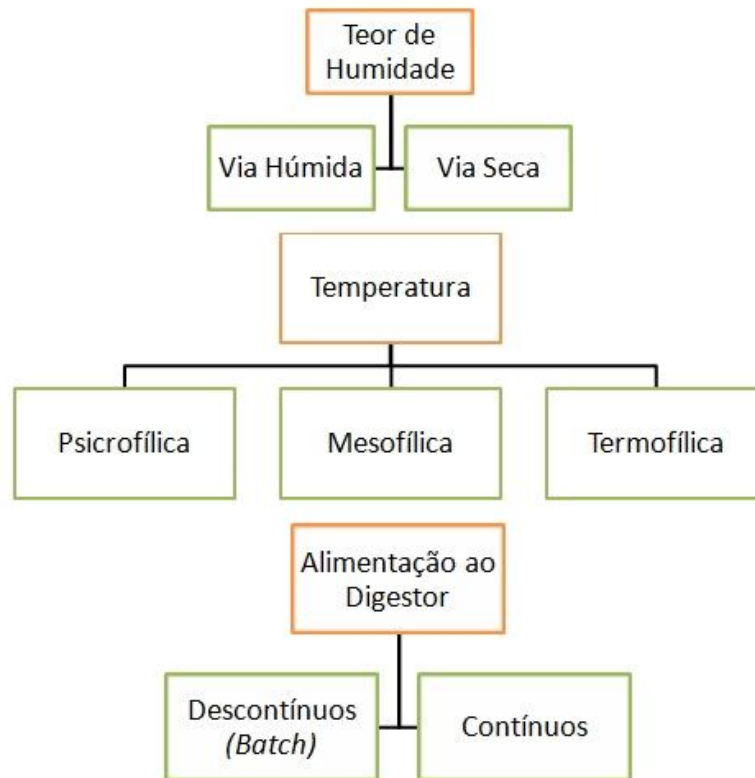 Teor de
Humidade
Via Húmida
Via Seca
Temperatura
Psicrofílica
Mesofílica
Termofílica
Alimentação ao
Digestor
Descontínuos
(Batch)
Contínuos